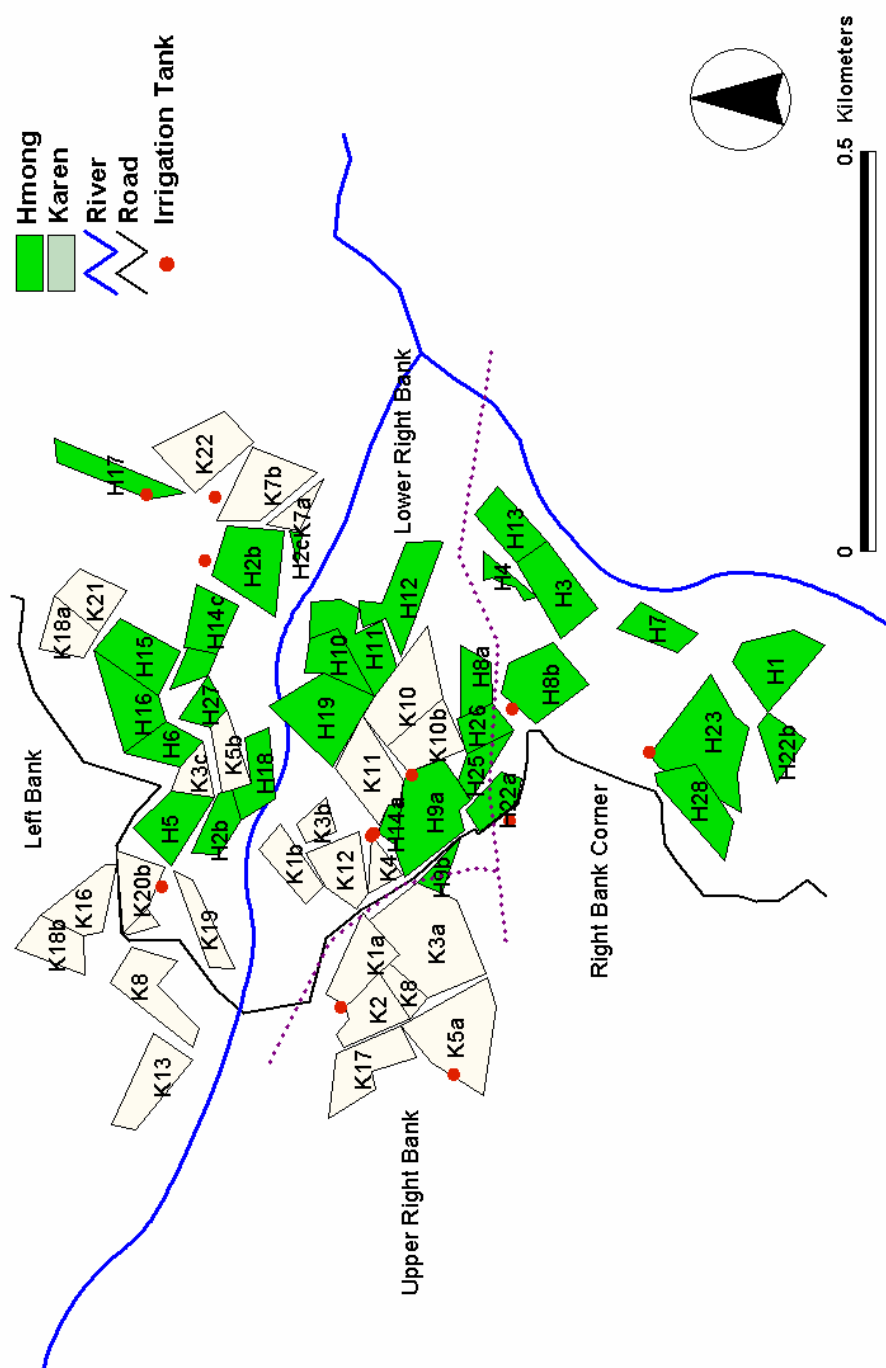 Hmong
Karen
River
Road
Irrigation Tank
0
0.5 Kilometers
Left Bank
Lower Right Bank
Right Bank Corner
Upper Right Bank
H17
K22
K7b
K7a
H2c
H2b
K21
K18a
H14c
H15
H16
H27
H6
K5b
K3c
H18
H5
H2b
K20b
K16
K18b
K19
K8
K13
H12
H11
H10
H19
K10
K10b
K11
K3b
K1b
K12
K4
H14a
H9a
H9b
H25
H26
H8a
H22a
K1a
K3a
K2
K8
K17
K5a
H13
H4
H3
H8b
H7
H1
H23
H22b
H28